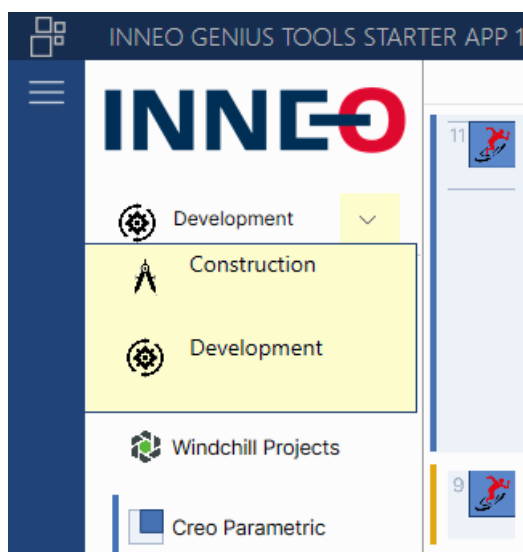 INNEO GENIUS TOOLS STARTER APP 1
INNEO
11
Development
Construction
Development
Windchill Projects
9
Creo Parametric